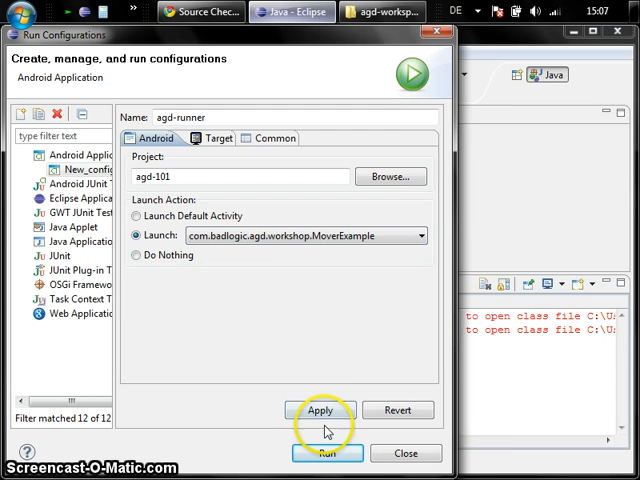 Source Chec...
Java - Eclipse
agd-worksp...
DE
15:07
Run Configurations
Create, manage, and run configurations
Android Application
Java
type filter text
Android Applic
New_config
Android JUnit T
Eclipse Applica
GWT JUnit Test
Java Applet
Java Applicatio
JUnit
JUnit Plug-in T
OSGi Framewor
Task Context T
Web Applicatio
Filter matched 12 of 12
Name:
agd-runner
Android
Target
Common
Project:
agd-101
Browse...
Launch Action:
Launch Default Activity
Launch:
com.badlogic.agd.workshop.MoverExample
Do Nothing
to open class file C:\Us
to open class file C:\Us
Apply
Revert
Run
Close
Screencast-O-Matic.com